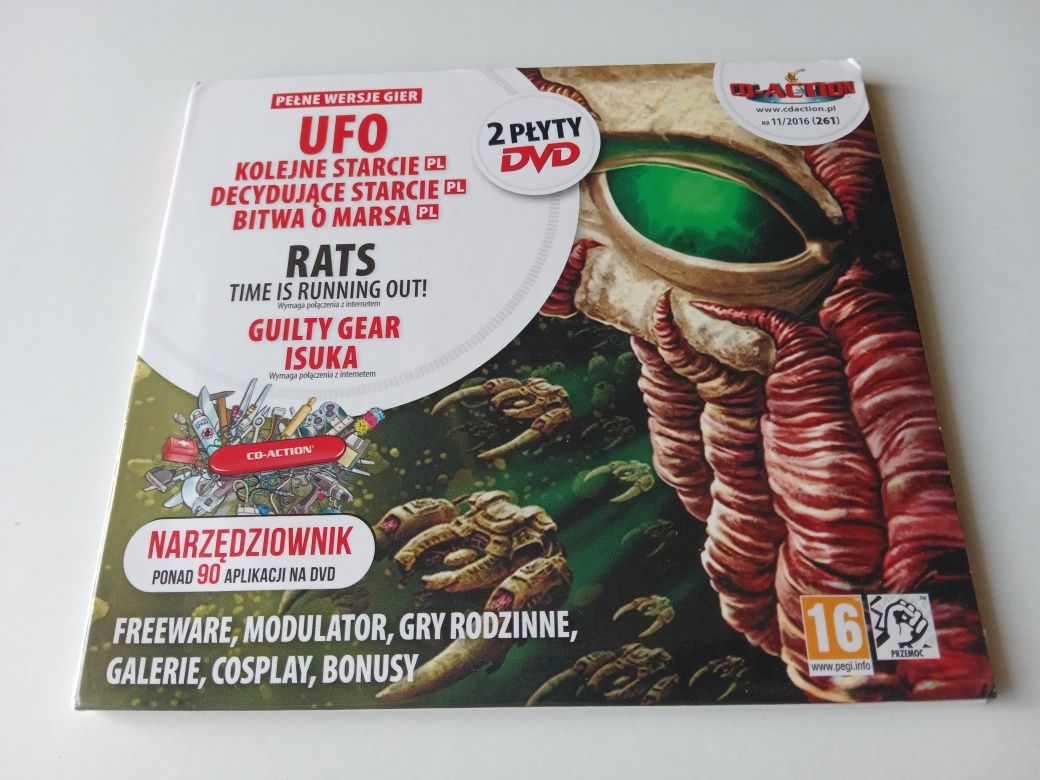 PEŁNE WERSJE GIER
UFO
KOLEJNE STARCIE PL
DECYDUJĄCE STARCIE PL
BITWA O MARSA PL
RATS
TIME IS RUNNING OUT!
Wymaga połączenia z internetem
GUILTY GEAR
ISUKA
Wymaga połączenia z internetem
2 PŁYTY
DVD
CD-ACTION
www.cdaction.pl
NR 11/2016 (261)
CD-ACTION
NARZĘDZIOWNIK
PONAD 90 APLIKACJI NA DVD
FREEWARE, MODULATOR, GRY RODZINNE,
GALERIE, COSPLAY, BONUSY
16
www.pegi.info
PRZEMOC